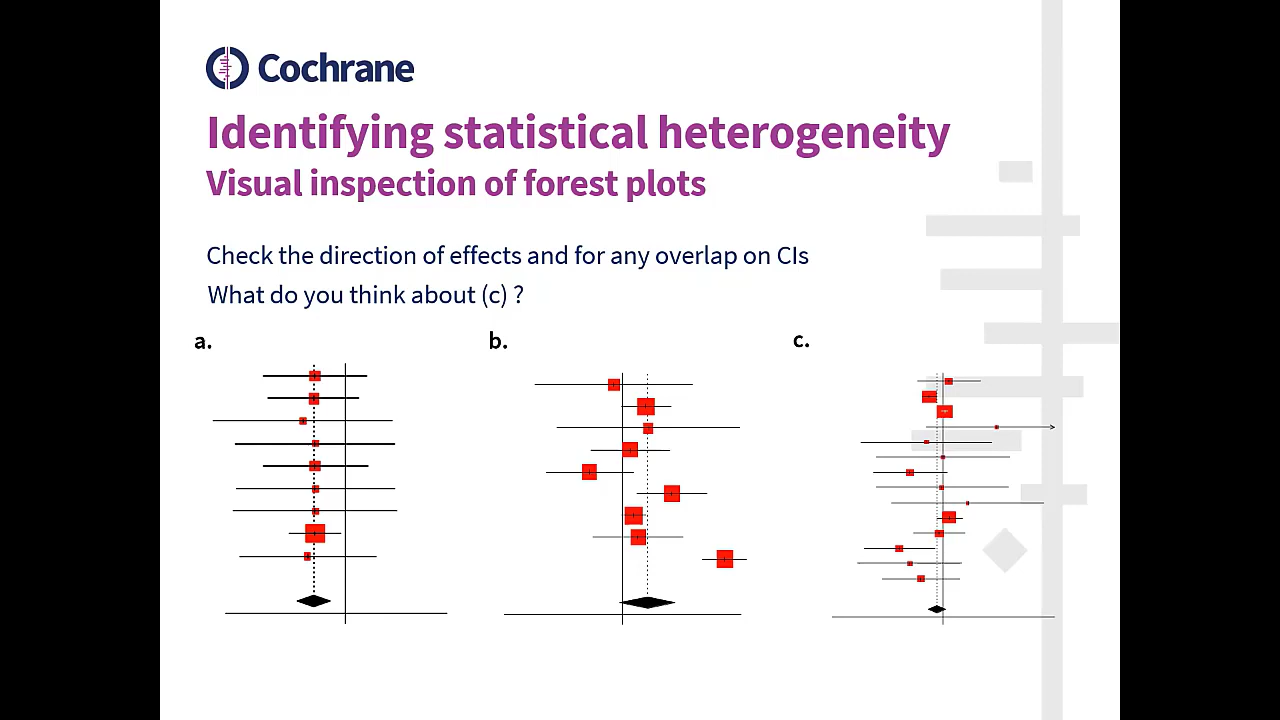 Cochrane
Identifying statistical heterogeneity
Visual inspection of forest plots
Check the direction of effects and for any overlap on CIs
What do you think about (c) ?
a.
b.
c.